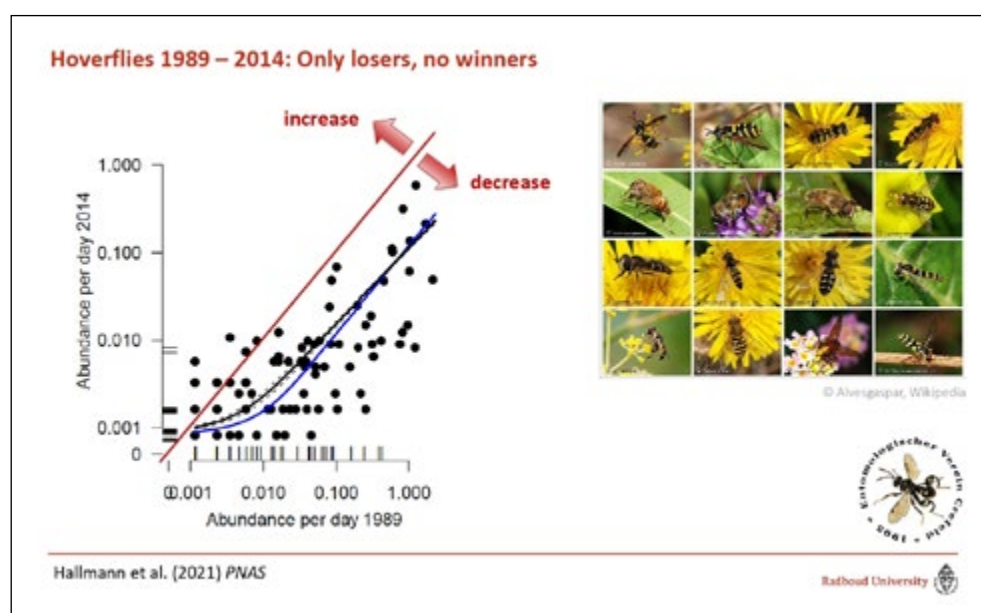 Hoverflies 1989 – 2014: Only losers, no winners
increase
decrease
Abundance per day 2014
1.000
0.100
0.010
0.001
0
0.001
0.010
0.100
1.000
Abundance per day 1989
© Alvesgaspar, Wikipedia
Entomologischer Verein Crefeld • 1905 •
Hallmann et al. (2021) PNAS
Radboud University